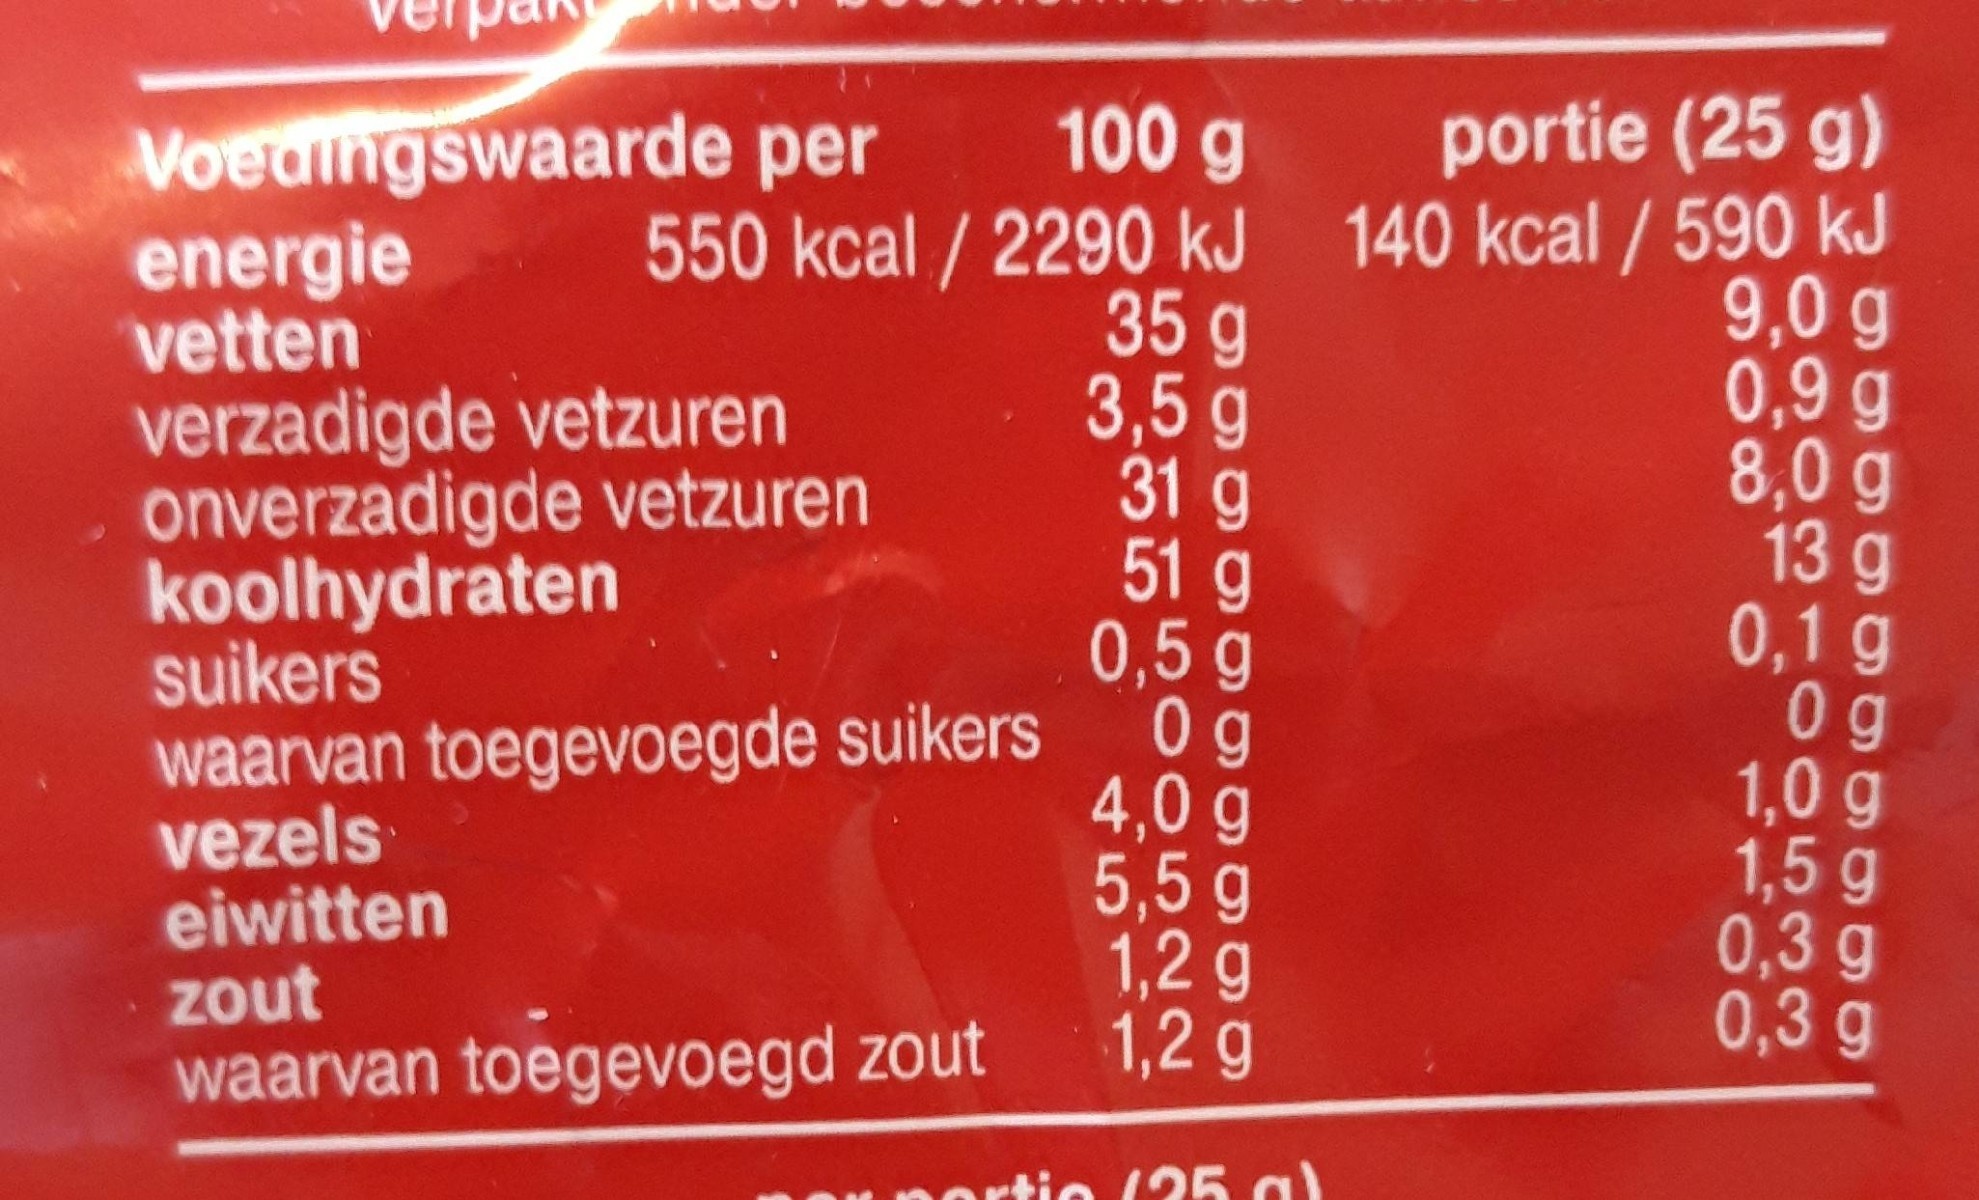 Voedingswaarde per 100 g portie (25 g)
energie 550 kcal / 2290 kJ 140 kcal / 590 kJ
vetten 35 g 9,0 g
verzadigde vetzuren 3,5 g 0,9 g
onverzadigde vetzuren 31 g 8,0 g
koolhydraten 51 g 13 g
suikers 0,5 g 0,1 g
waarvan toegevoegde suikers 0 g 0 g
vezels 4,0 g 1,0 g
eiwitten 5,5 g 1,5 g
zout 1,2 g 0,3 g
waarvan toegevoegd zout 1,2 g 0,3 g
per portie (25 g)